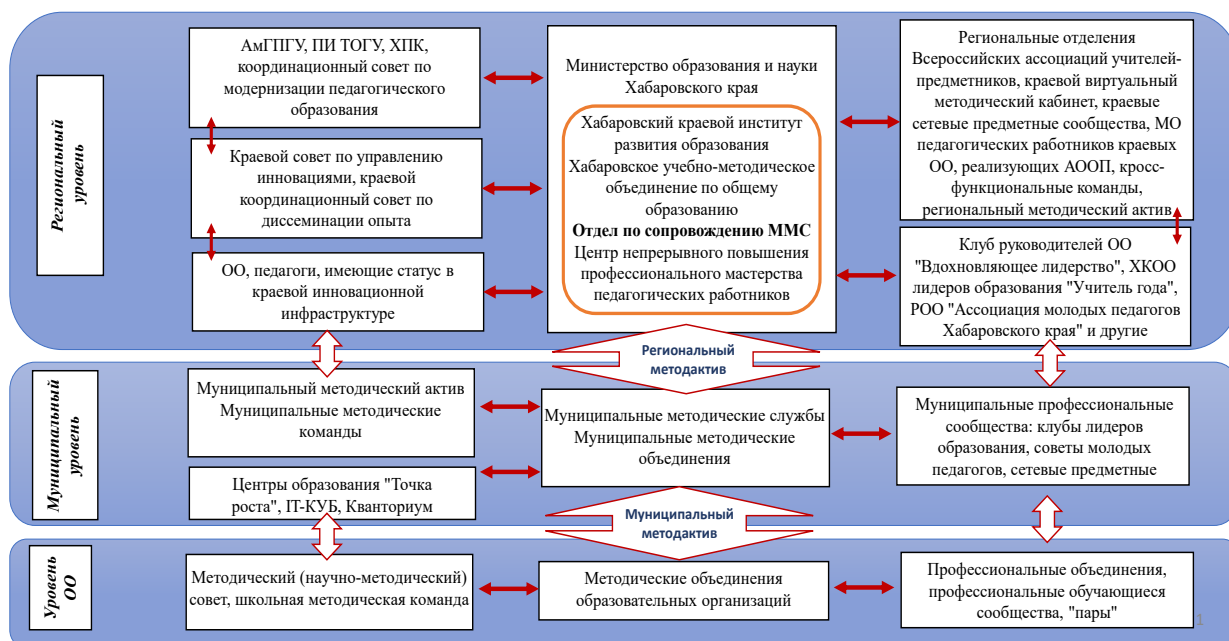 Региональный
уровень
АмГПГУ, ПИ ТОГУ, ХПК,
координационный совет по
модернизации педагогического
образования
Краевой совет по управлению
инновациями, краевой
координационный совет по
диссеминации опыта
ОО, педагоги, имеющие статус в
краевой инновационной
инфраструктуре
Министерство образования и науки
Хабаровского края
Хабаровский краевой институт
развития образования
Хабаровское учебно-методическое
объединение по общему
образованию
Отдел по сопровождению ММС
Центр непрерывного повышения
профессионального мастерства
педагогических работников
Региональные отделения
Всероссийских ассоциаций учителей-
предметников, краевой виртуальный
методический кабинет, краевые
сетевые предметные сообщества, МО
педагогических работников краевых
ОО, реализующих АООП, кросс-
функциональные команды,
региональный методический актив
Клуб руководителей ОО
"Вдохновляющее лидерство", ХКОО
лидеров образования "Учитель года",
РОО "Ассоциация молодых педагогов
Хабаровского края" и другие
Региональный
методактив
Муниципальный
уровень
Муниципальный методический актив
Муниципальные методические
команды
Центры образования "Точка
роста", IT-КУБ, Кванториум
Муниципальные методические службы
Муниципальные методические
объединения
Муниципальные профессиональные
сообщества: клубы лидеров
образования, советы молодых
педагогов, сетевые предметные
Муниципальный
методактив
Уровень
ОО
Методический (научно-методический)
совет, школьная методическая команда
Методические объединения
образовательных организаций
Профессиональные объединения,
профессиональные обучающиеся
сообщества, "пары"
1